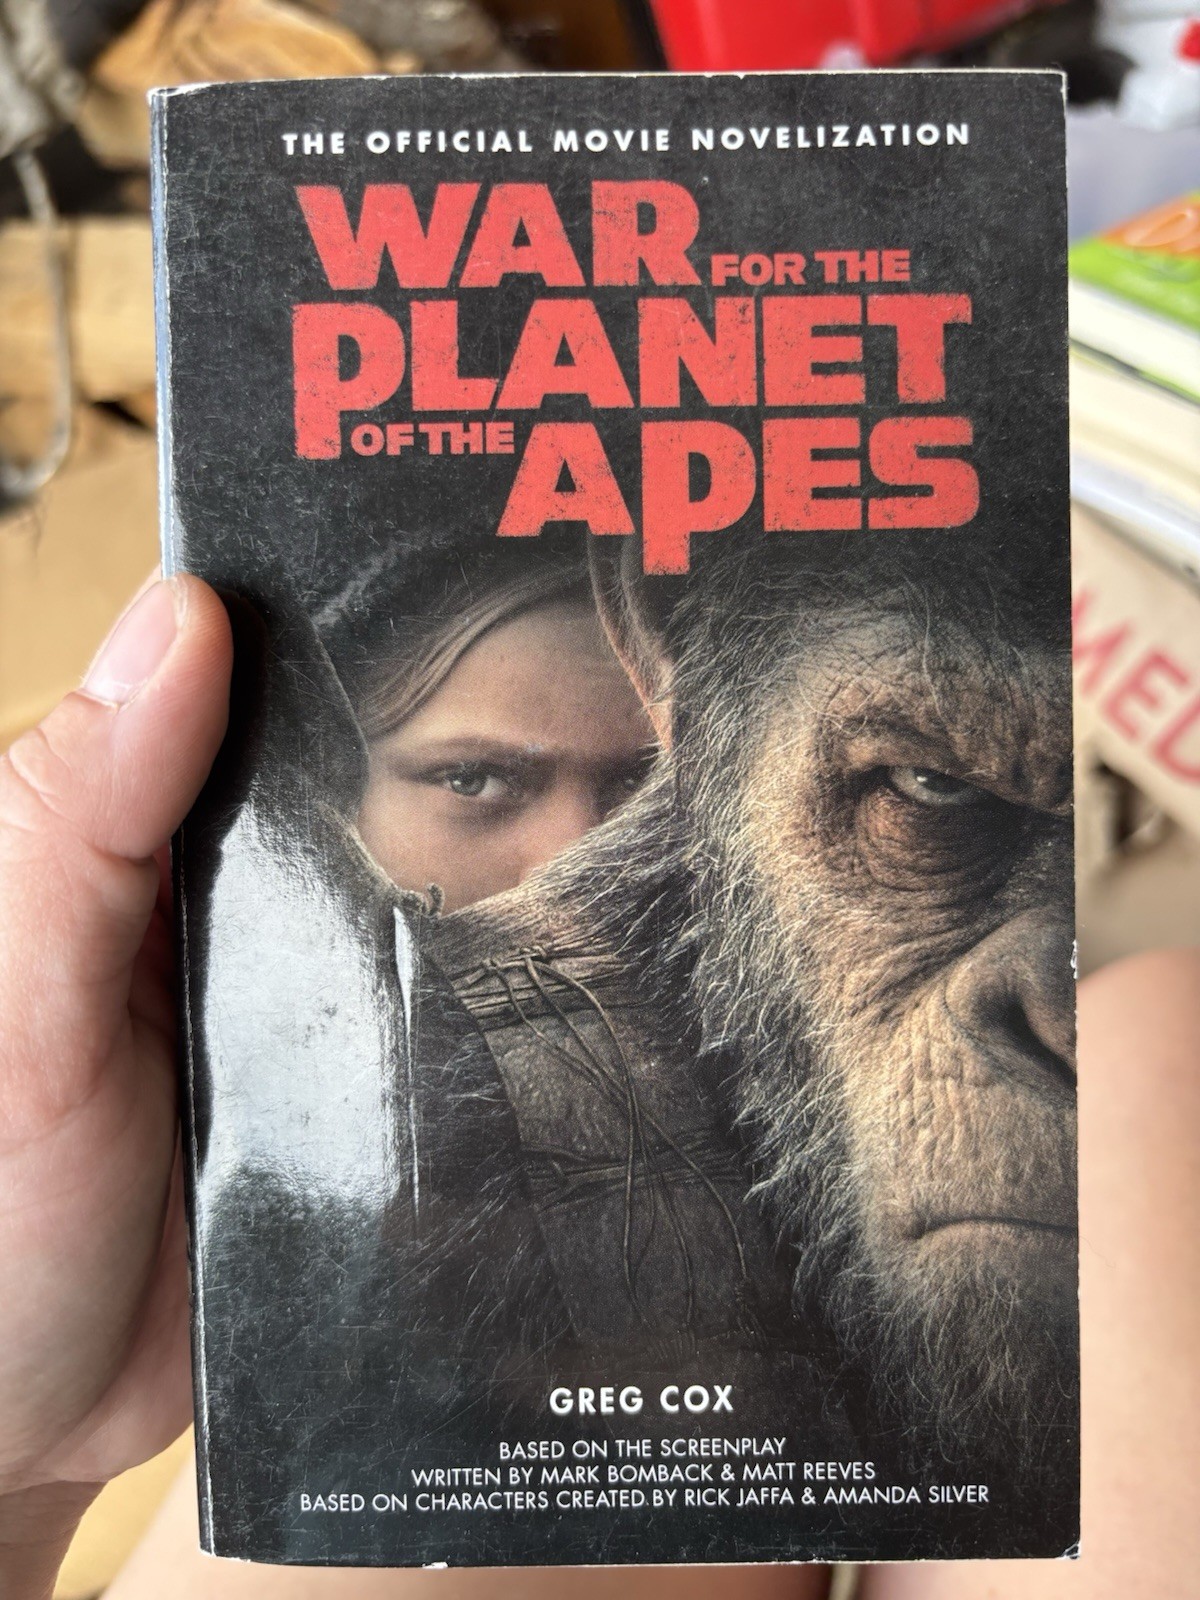 THE OFFICIAL MOVIE NOVELIZATION
WAR FOR THE
PLANET
OF THE APES
GREG COX
BASED ON THE SCREENPLAY
WRITTEN BY MARK BOMBACK & MATT REEVES
BASED ON CHARACTERS CREATED BY RICK JAFFA & AMANDA SILVER
MED